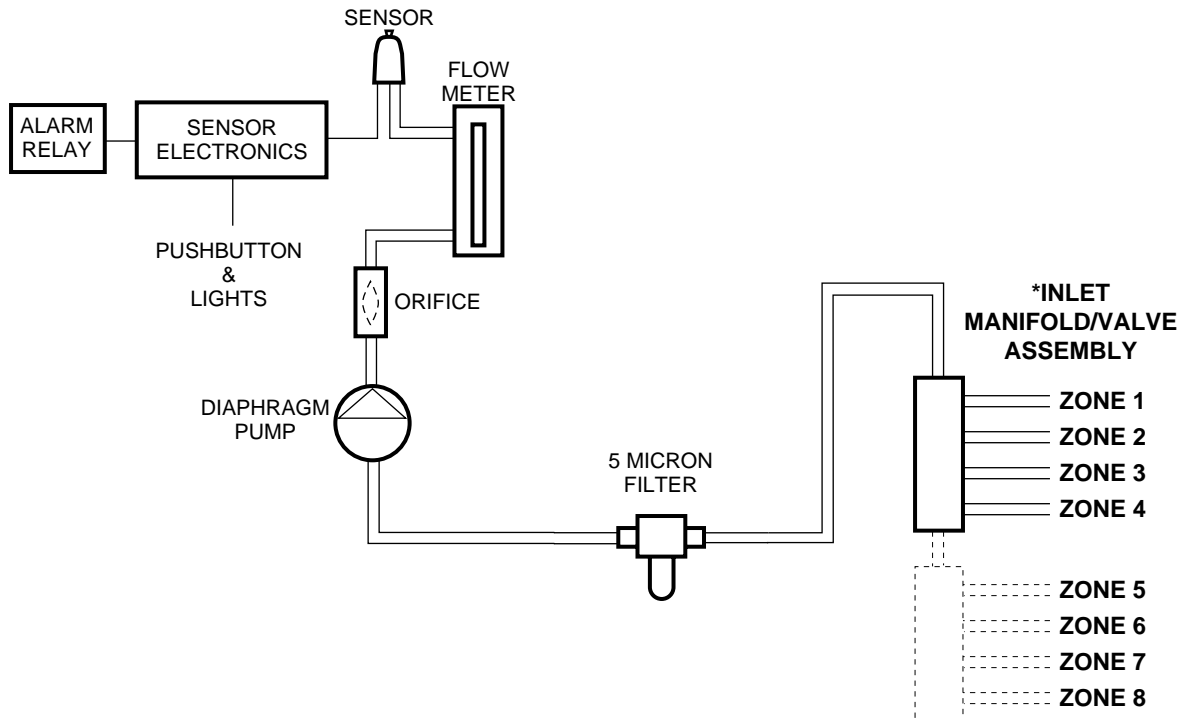 SENSOR
FLOW
METER
ALARM
RELAY
SENSOR
ELECTRONICS
PUSHBUTTON
&
LIGHTS
ORIFICE
*INLET
MANIFOLD/VALVE
ASSEMBLY
DIAPHRAGM
PUMP
5 MICRON
FILTER
ZONE 1
ZONE 2
ZONE 3
ZONE 4
ZONE 5
ZONE 6
ZONE 7
ZONE 8